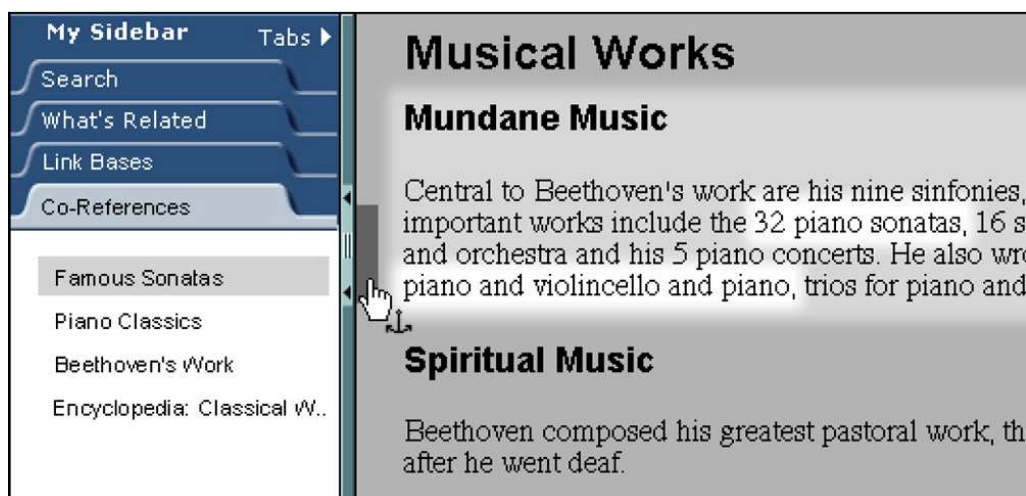 My Sidebar
Tabs
Search
What's Related
Link Bases
Co-References
Famous Sonatas
Piano Classics
Beethoven's Work
Encyclopedia: Classical W..
Musical Works
Mundane Music
Central to Beethoven's work are his nine sinfonies,
important works include the 32 piano sonatas, 16 s
and orchestra and his 5 piano concerts. He also wro
piano and violincello and piano, trios for piano and
Spiritual Music
Beethoven composed his greatest pastoral work, th
after he went deaf.